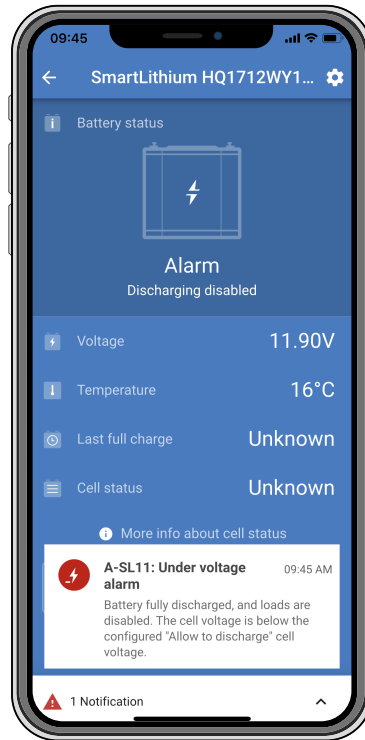 09:45
SmartLithium HQ1712WY1...
Battery status
Alarm
Discharging disabled
Voltage 11.90V
Temperature 16°C
Last full charge Unknown
Cell status Unknown
More info about cell status
A-SL11: Under voltage 09:45 AM
alarm
Battery fully discharged, and loads are
disabled. The cell voltage is below the
configured "Allow to discharge" cell
voltage.
1 Notification